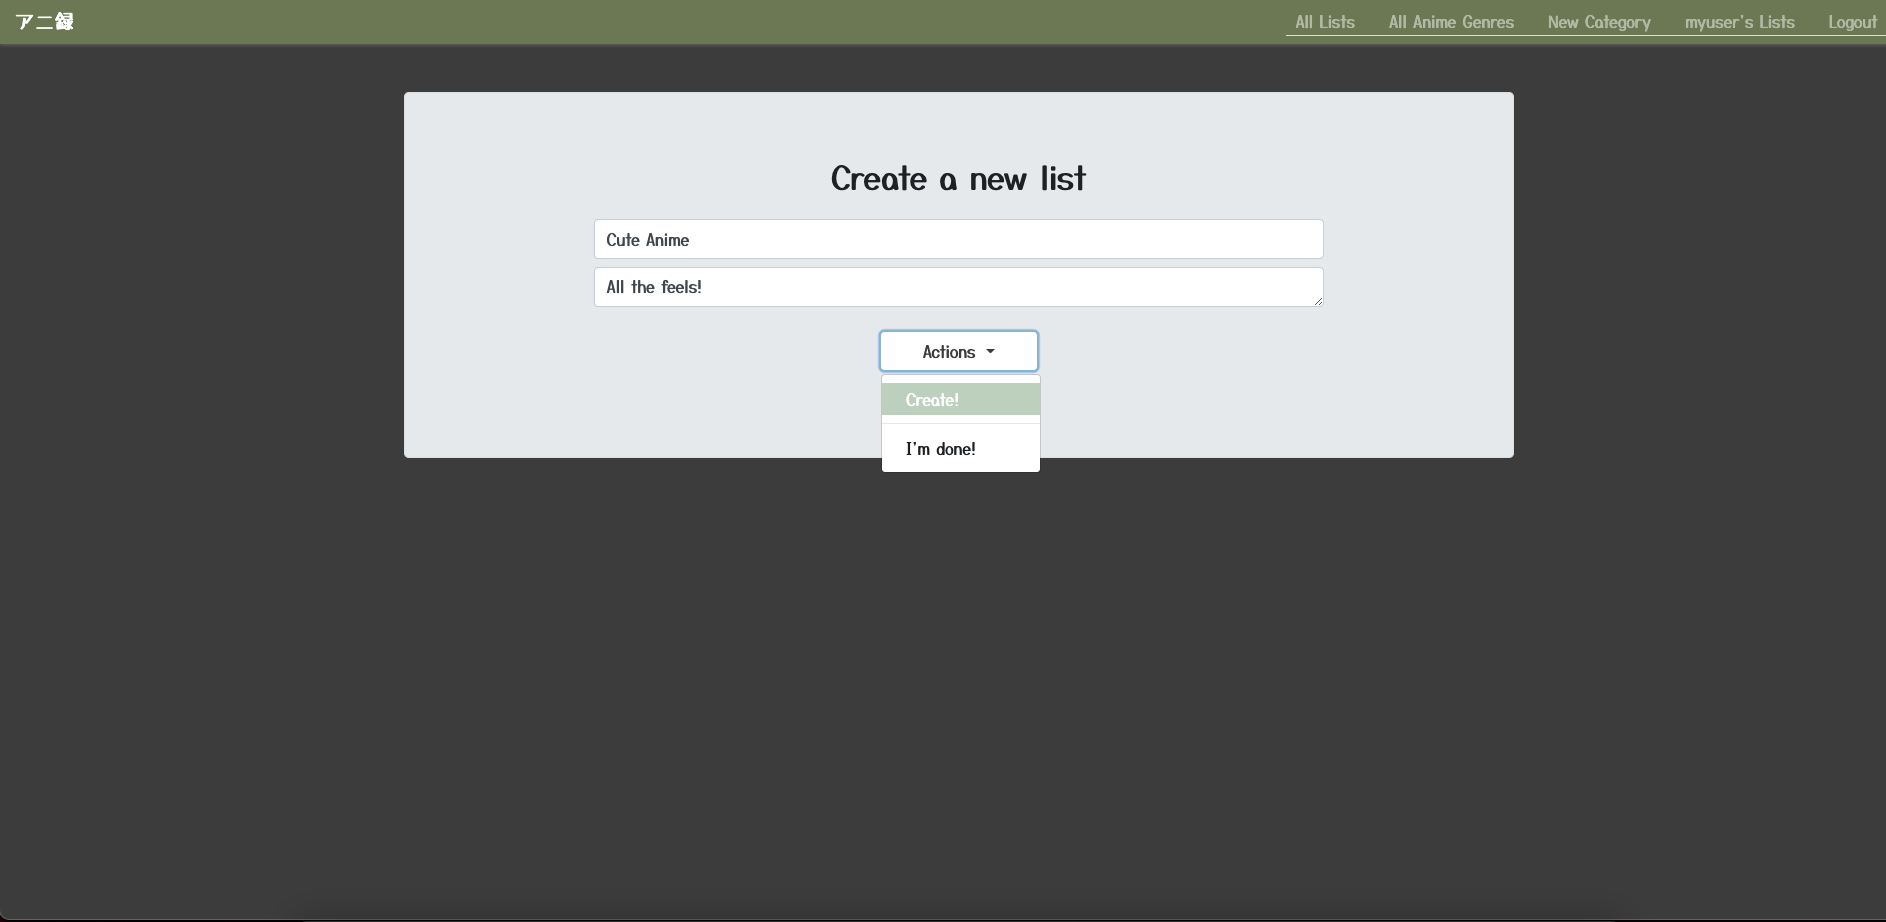 アニ録 All Lists All Anime Genres New Category myuser's Lists Logout
Create a new list
Cute Anime
All the feels!
Actions
Create!
I'm done!